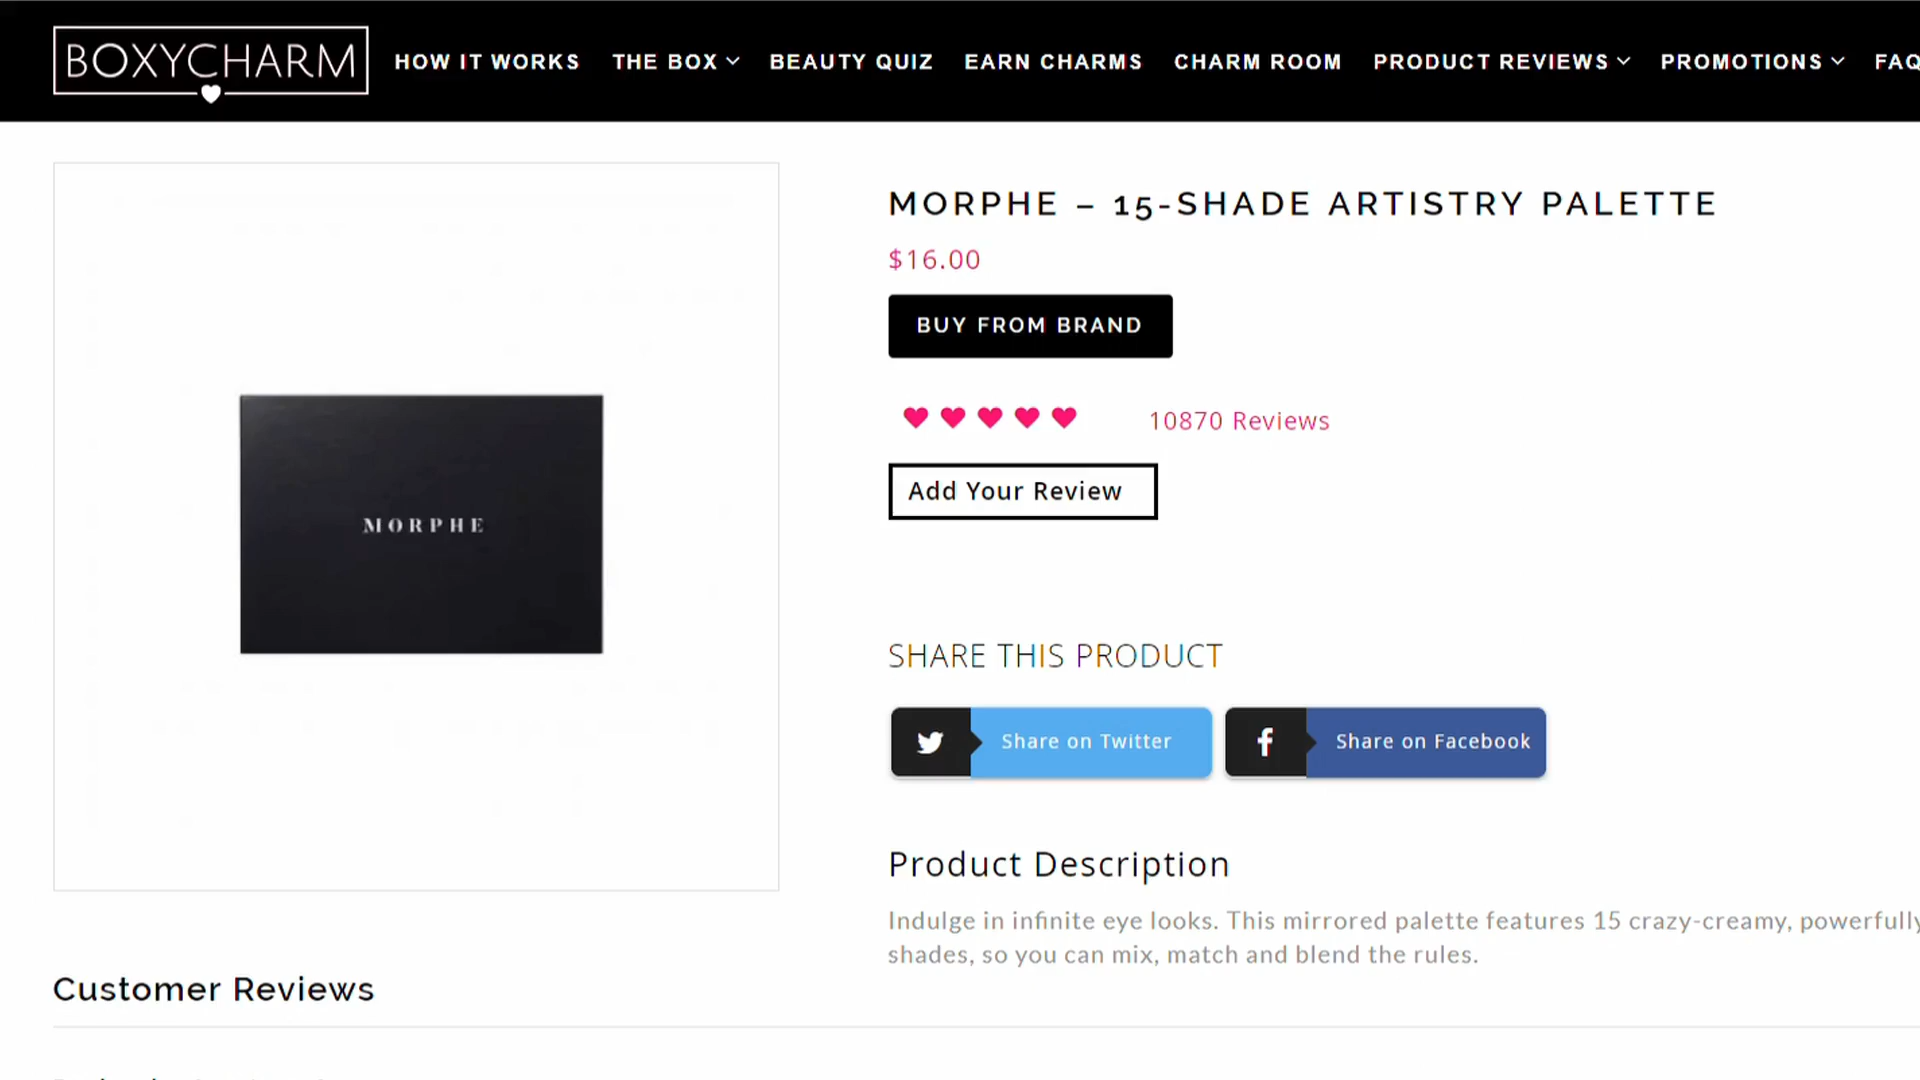 BOXYCHARM
HOW IT WORKS THE BOX BEAUTY QUIZ EARN CHARMS CHARM ROOM PRODUCT REVIEWS PROMOTIONS FAQ
MORPHE – 15-SHADE ARTISTRY PALETTE
$16.00
BUY FROM BRAND
10870 Reviews
Add Your Review
MORPHE
SHARE THIS PRODUCT
Share on Twitter
Share on Facebook
Product Description
Indulge in infinite eye looks. This mirrored palette features 15 crazy-creamy, powerfully
shades, so you can mix, match and blend the rules.
Customer Reviews